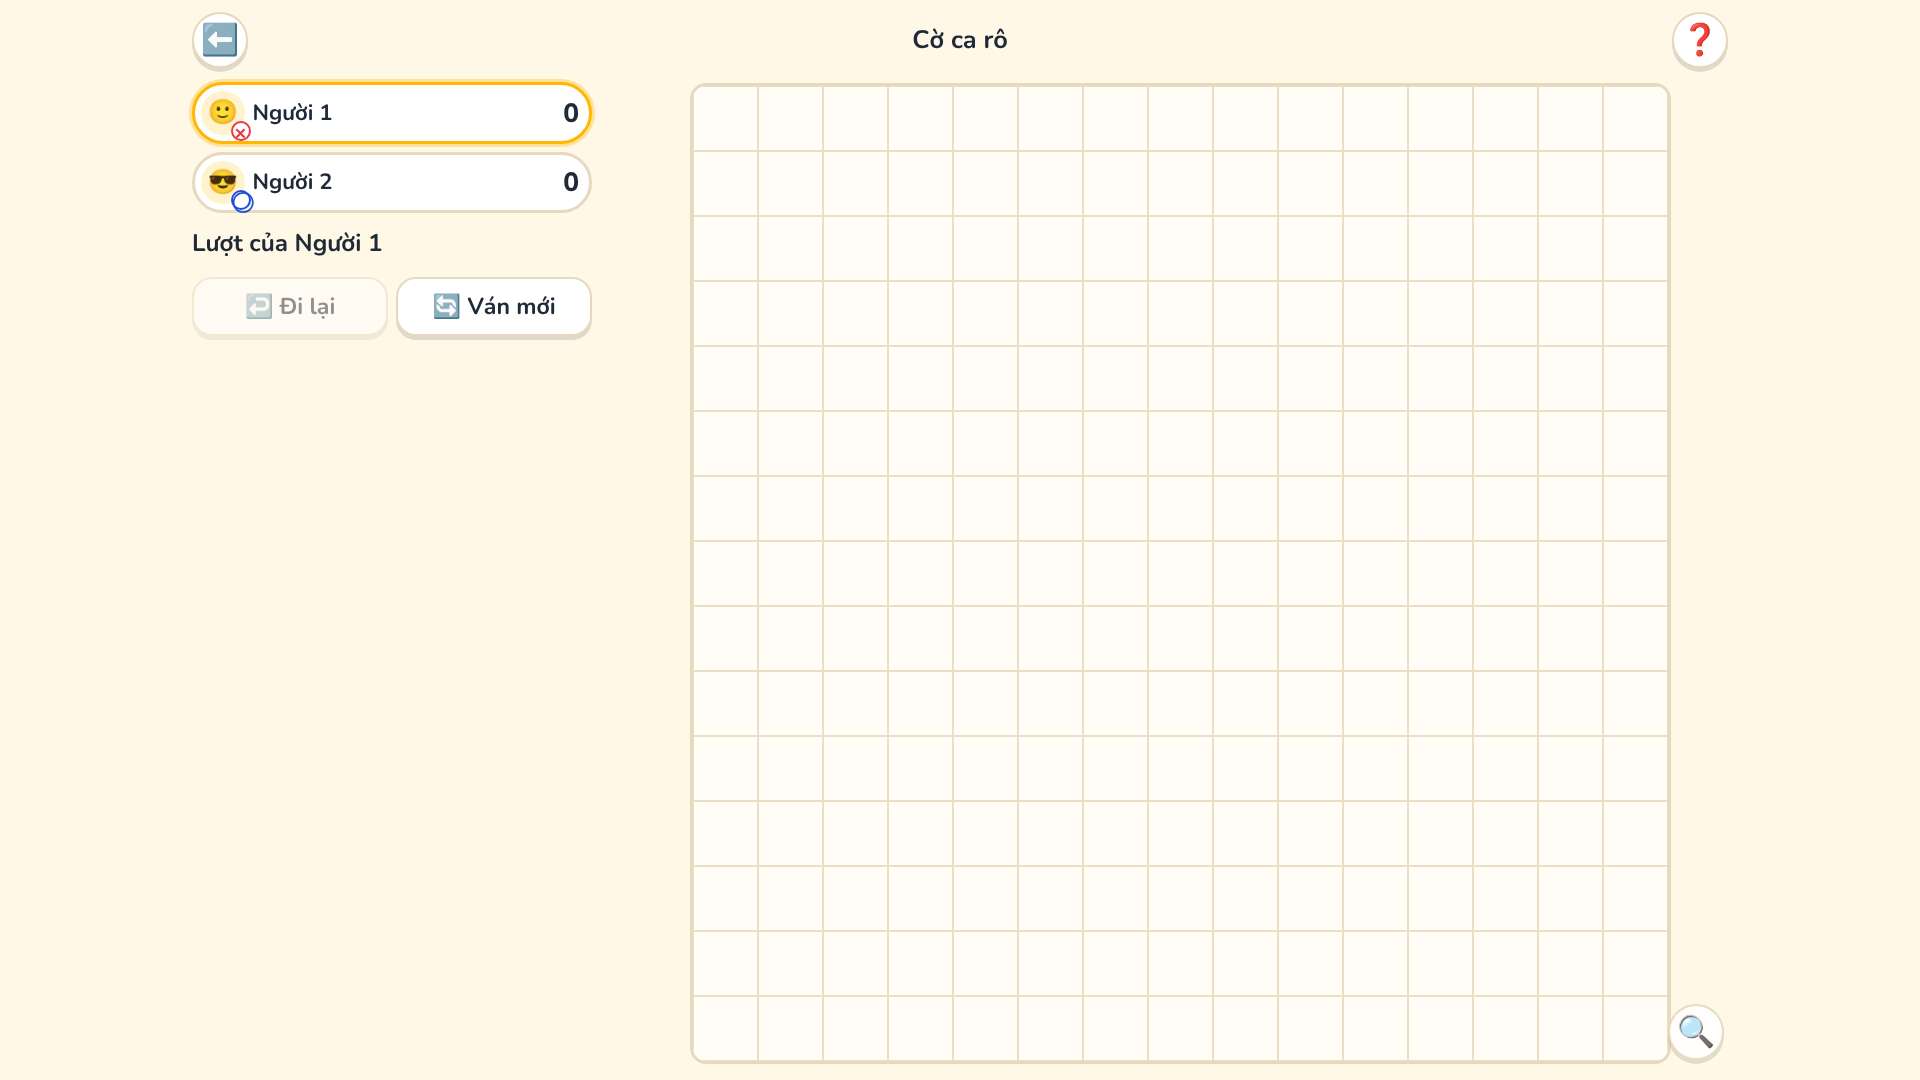 Cờ ca rô
Người 1 0
Người 2 0
Lượt của Người 1
Đi lại
Ván mới